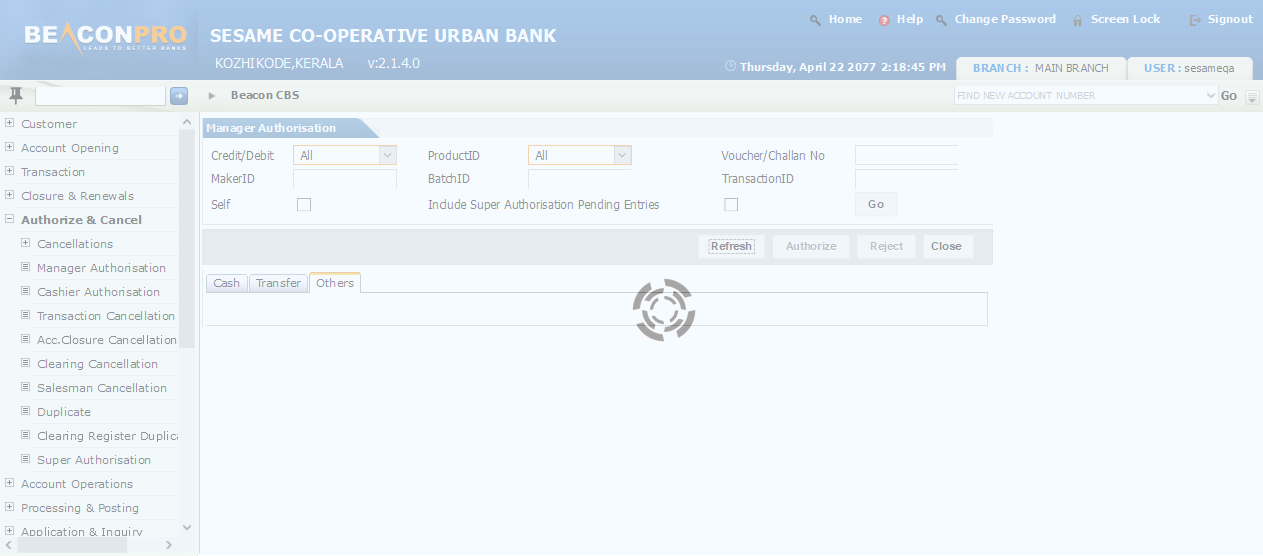 BEACONPRO
LEADS TO BETTER BANKS
SESAME CO-OPERATIVE URBAN BANK
KOZHIKODE,KERALA v:2.1.4.0
Home Help Change Password Screen Lock Signout
Thursday, April 22 2077 2:18:45 PM
BRANCH : MAIN BRANCH USER : sesameqa
Beacon CBS
FIND NEW ACCOUNT NUMBER Go
Customer
Account Opening
Transaction
Closure & Renewals
Authorize & Cancel
Cancellations
Manager Authorisation
Cashier Authorisation
Transaction Cancellation
Acc.Closure Cancellation
Clearing Cancellation
Salesman Cancellation
Duplicate
Clearing Register Duplica
Super Authorisation
Account Operations
Processing & Posting
Application & Inquiry
Manager Authorisation
Credit/Debit All ProductID All Voucher/Challan No
MakerID BatchID TransactionID
Self Include Super Authorisation Pending Entries Go
Refresh Authorize Reject Close
Cash Transfer Others